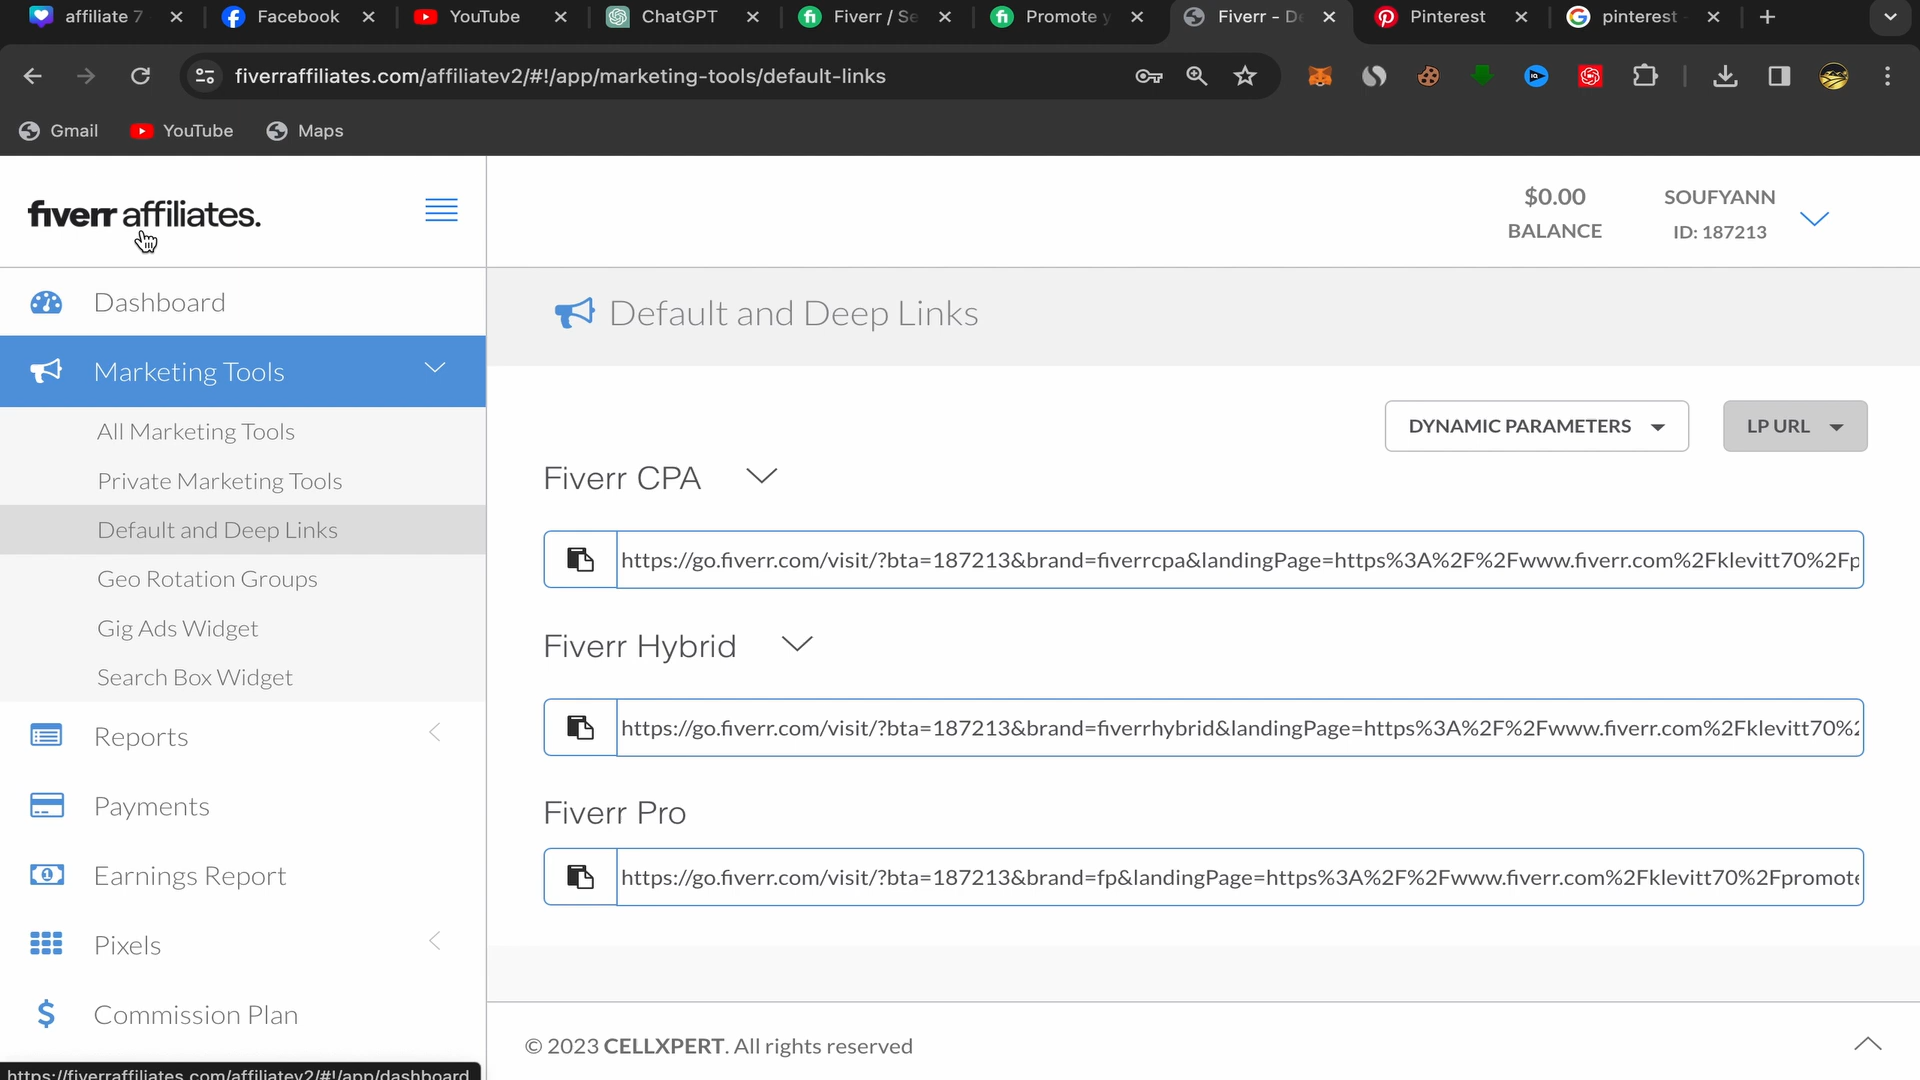 affiliate 7
Facebook
YouTube
ChatGPT
Fiverr / Se
Promote y
Fiverr - De
Pinterest
pinterest -
fiverraffiliates.com/affiliatev2/#!/app/marketing-tools/default-links
Gmail
YouTube
Maps
fiverr affiliates.
$0.00
BALANCE
SOUFYANN
ID: 187213
Dashboard
Marketing Tools
All Marketing Tools
Private Marketing Tools
Default and Deep Links
Geo Rotation Groups
Gig Ads Widget
Search Box Widget
Reports
Payments
Earnings Report
Pixels
Commission Plan
Default and Deep Links
DYNAMIC PARAMETERS
LP URL
Fiverr CPA
https://go.fiverr.com/visit/?bta=187213&brand=fiverrcpa&landingPage=https%3A%2F%2Fwww.fiverr.com%2Fklevitt70%2Fp
Fiverr Hybrid
https://go.fiverr.com/visit/?bta=187213&brand=fiverrhybrid&landingPage=https%3A%2F%2Fwww.fiverr.com%2Fklevitt70%2
Fiverr Pro
https://go.fiverr.com/visit/?bta=187213&brand=fp&landingPage=https%3A%2F%2Fwww.fiverr.com%2Fklevitt70%2Fpromote
© 2023 CELLXPERT. All rights reserved
https://fiverraffiliates.com/affiliatev2/#!/app/dashboard